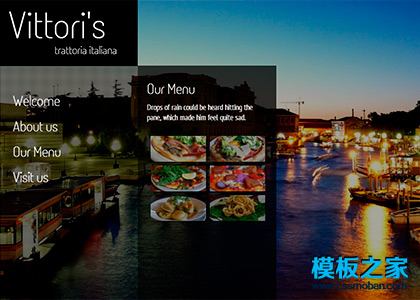 Vittori's
trattoria italiana
Welcome
About us
Our Menu
Visit us
Our Menu
Drops of rain could be heard hitting the
pane, which made him feel quite sad.
模板之家
www.cssmoban.com